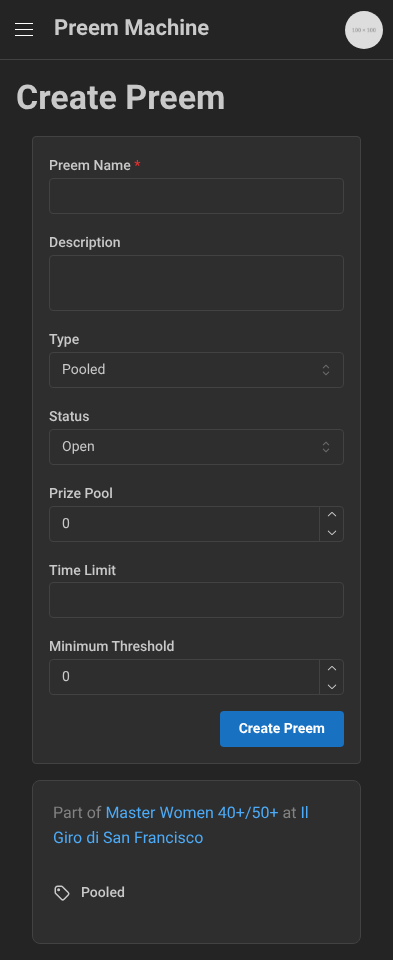 Preem Machine
100 × 100
Create Preem
Preem Name *
Description
Type
Pooled
Status
Open
Prize Pool
0
Time Limit
Minimum Threshold
0
Create Preem
Part of Master Women 40+/50+ at Il
Giro di San Francisco
Pooled